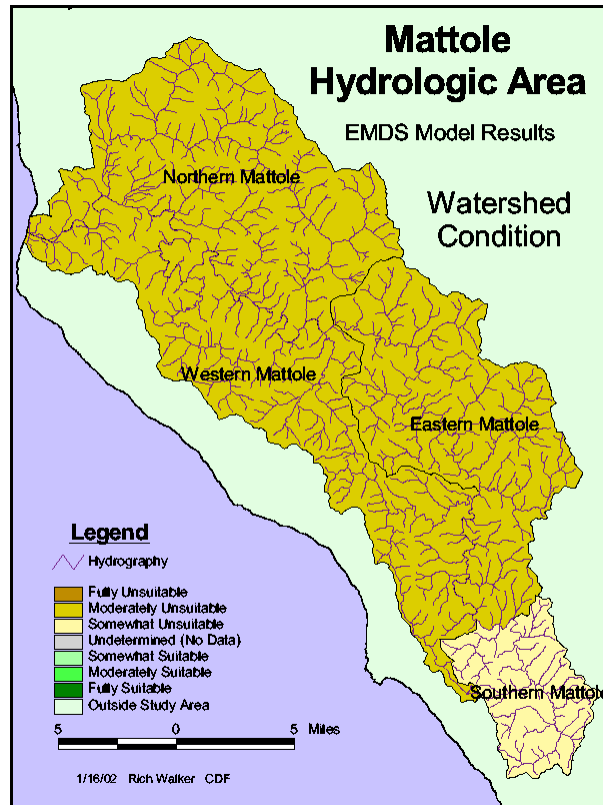 Mattole
Hydrologic Area
EMDS Model Results
Northern Mattole
Watershed
Condition
Western Mattole
Eastern Mattole
Legend
Hydrography
Fully Unsuitable
Moderately Unsuitable
Somewhat Unsuitable
Undetermined (No Data)
Somewhat Suitable
Moderately Suitable
Fully Suitable
Outside Study Area
Southern Mattole
5 0 5 Miles
1/16/02 Rich Walker CDF